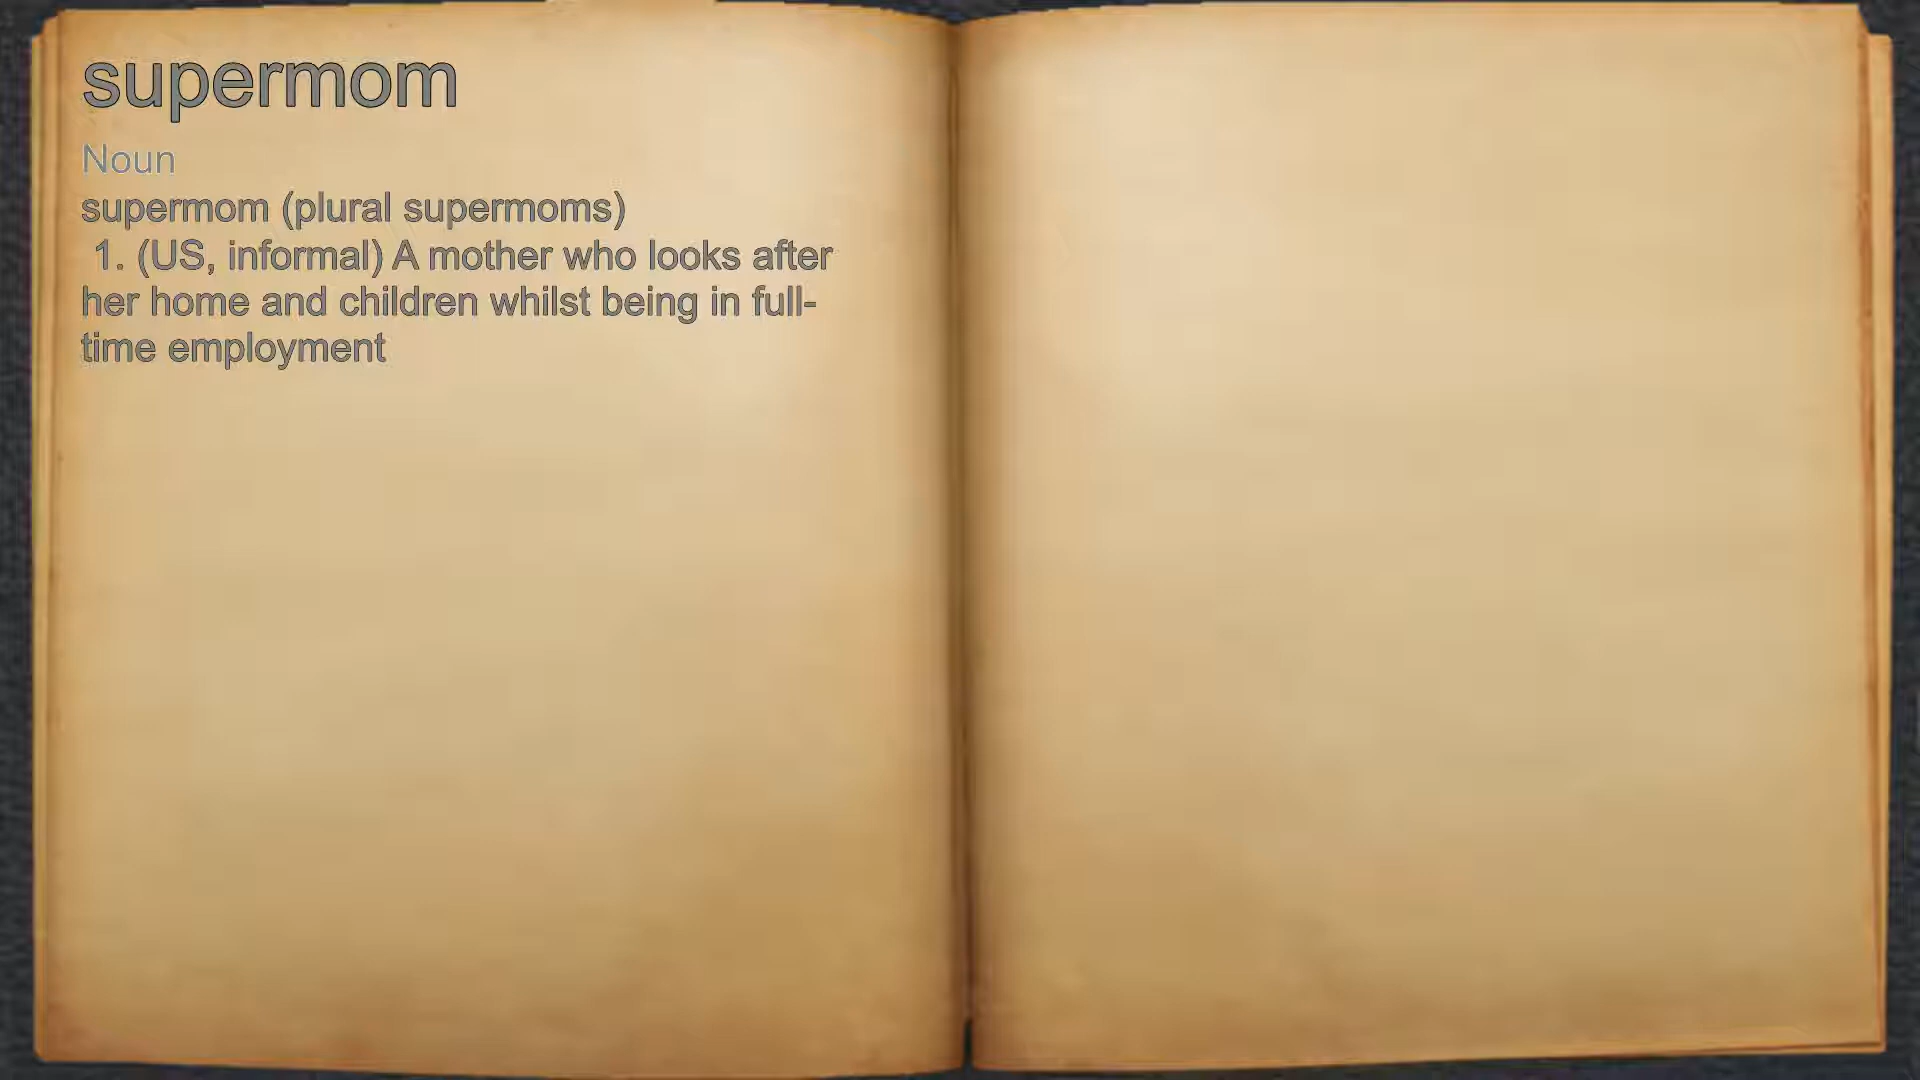 supermom
Noun
supermom (plural supermoms)
1. (US, informal) A mother who looks after
her home and children whilst being in full-
time employment